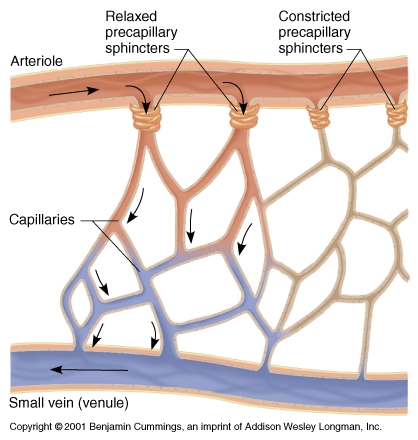 Relaxed
precapillary
sphincters
Constricted
precapillary
sphincters
Arteriole
Capillaries
Small vein (venule)
Copyright © 2001 Benjamin Cummings, an imprint of Addison Wesley Longman, Inc.